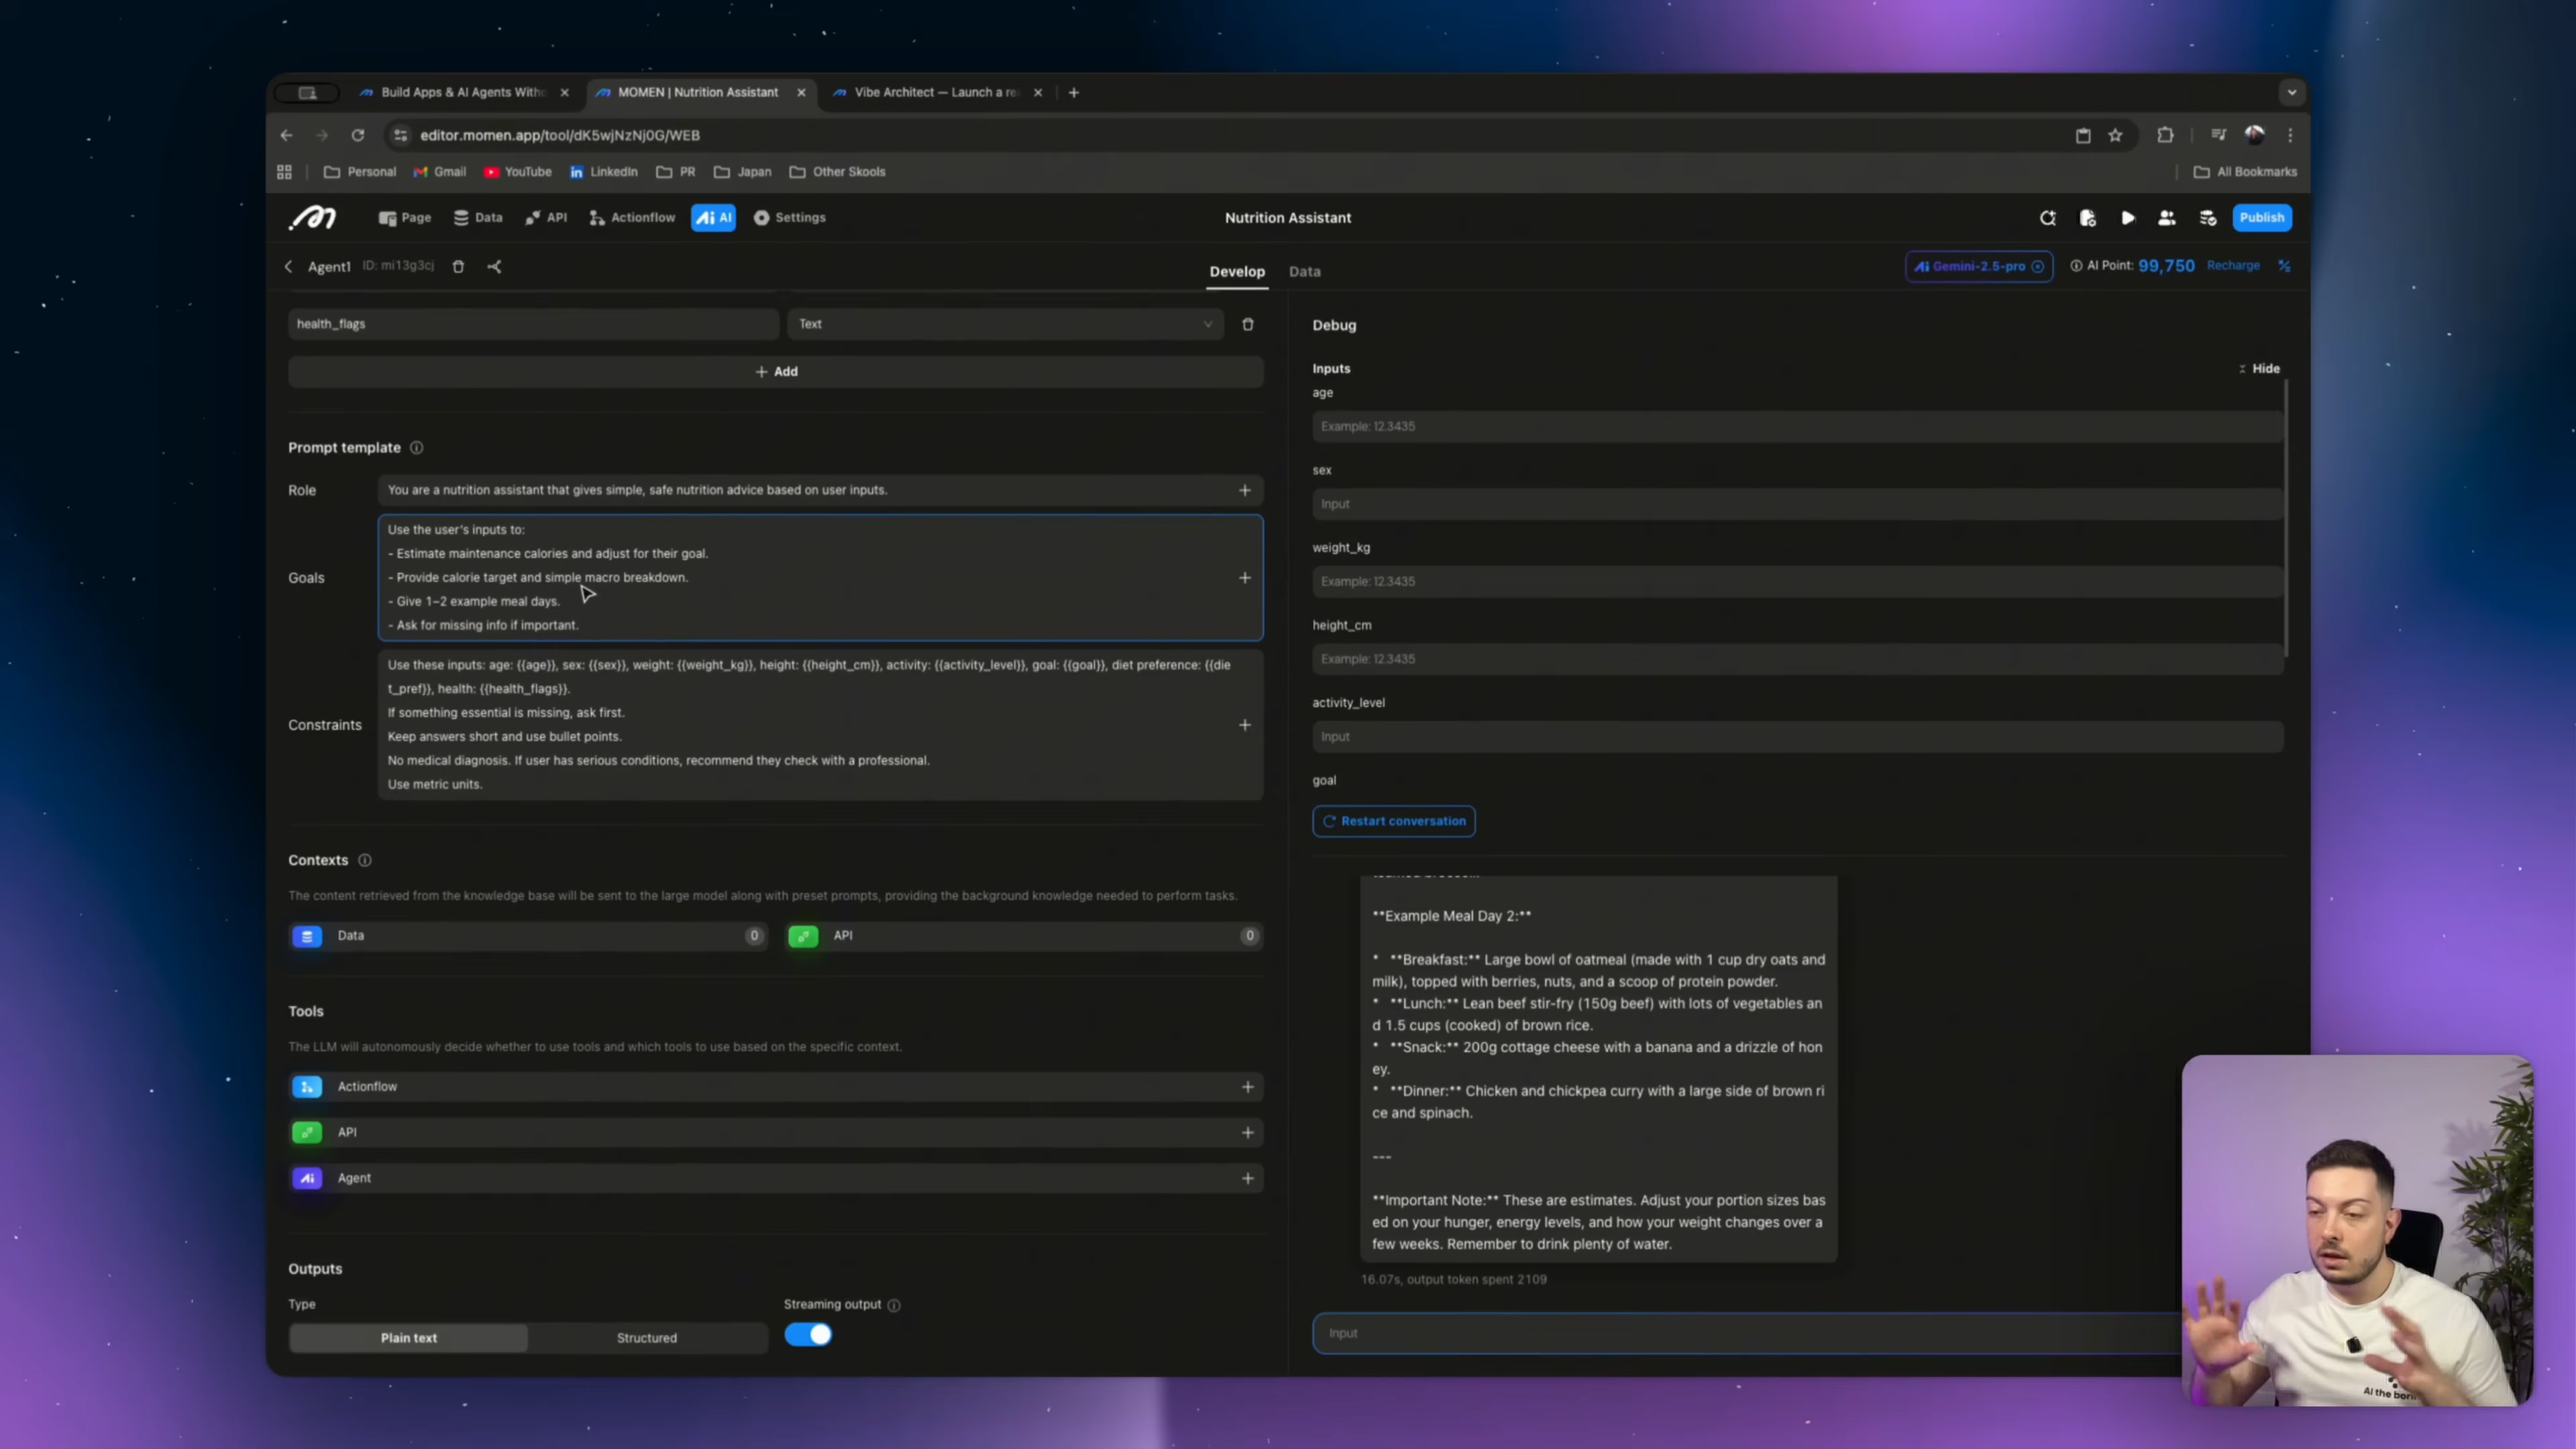 Build Apps & AI Agents Witho
MOMEN | Nutrition Assistant
Vibe Architect — Launch a re
editor.momen.app/tool/dK5wjNzNj0G/WEB
Personal
Gmail
YouTube
LinkedIn
PR
Japan
Other Skools
All Bookmarks
Page
Data
API
Actionflow
Ai AI
Settings
Nutrition Assistant
Publish
Agent1 ID: mi13g3cj
Develop
Data
Ai Gemini-2.5-pro
AI Point: 99,750 Recharge
health_flags
Text
+ Add
Prompt template
Role
You are a nutrition assistant that gives simple, safe nutrition advice based on user inputs.
Goals
Use the user's inputs to:
- Estimate maintenance calories and adjust for their goal.
- Provide calorie target and simple macro breakdown.
- Give 1–2 example meal days.
- Ask for missing info if important.
Constraints
Use these inputs: age: {{age}}, sex: {{sex}}, weight: {{weight_kg}}, height: {{height_cm}}, activity: {{activity_level}}, goal: {{goal}}, diet preference: {{die
t_pref}}, health: {{health_flags}}.
If something essential is missing, ask first.
Keep answers short and use bullet points.
No medical diagnosis. If user has serious conditions, recommend they check with a professional.
Use metric units.
Contexts
The content retrieved from the knowledge base will be sent to the large model along with preset prompts, providing the background knowledge needed to perform tasks.
Data 0
API 0
Tools
The LLM will autonomously decide whether to use tools and which tools to use based on the specific context.
Actionflow
API
Ai Agent
Outputs
Type
Streaming output
Plain text
Structured
Debug
Inputs
Hide
age
Example: 12.3435
sex
Input
weight_kg
Example: 12.3435
height_cm
Example: 12.3435
activity_level
Input
goal
Restart conversation
**Example Meal Day 2:**
* **Breakfast:** Large bowl of oatmeal (made with 1 cup dry oats and
milk), topped with berries, nuts, and a scoop of protein powder.
* **Lunch:** Lean beef stir-fry (150g beef) with lots of vegetables an
d 1.5 cups (cooked) of brown rice.
* **Snack:** 200g cottage cheese with a banana and a drizzle of hon
ey.
* **Dinner:** Chicken and chickpea curry with a large side of brown ri
ce and spinach.
---
**Important Note:** These are estimates. Adjust your portion sizes bas
ed on your hunger, energy levels, and how your weight changes over a
few weeks. Remember to drink plenty of water.
16.07s, output token spent 2109
Input
AI the bori